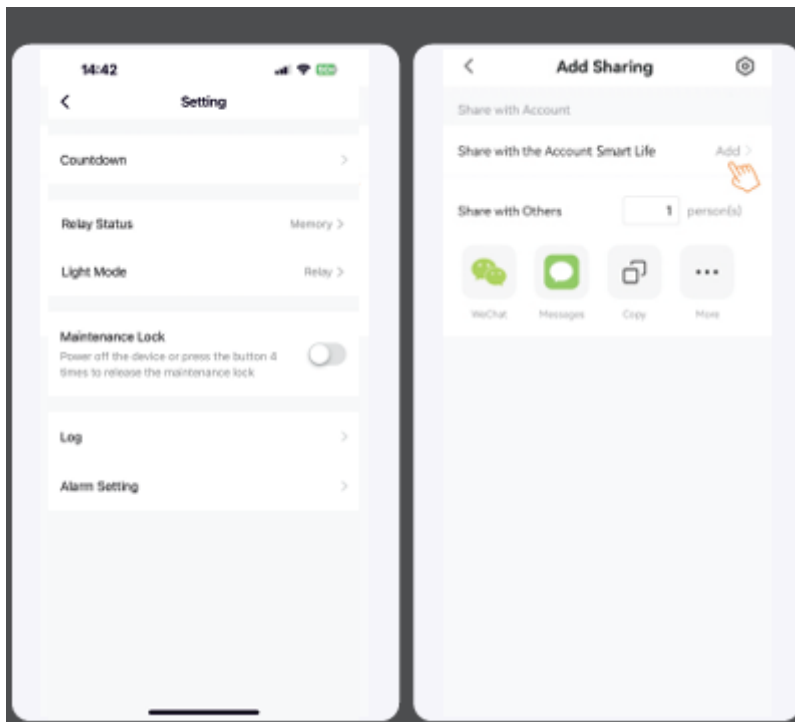 14:42
Setting
Countdown
Relay Status
Memory >
Light Mode
Relay >
Maintenance Lock
Power off the device or press the button 4
times to release the maintenance lock
Log
Alarm Setting
Add Sharing
Share with Account
Share with the Account Smart Life
Add >
Share with Others
1 person(s)
WeChat
Messages
Copy
More